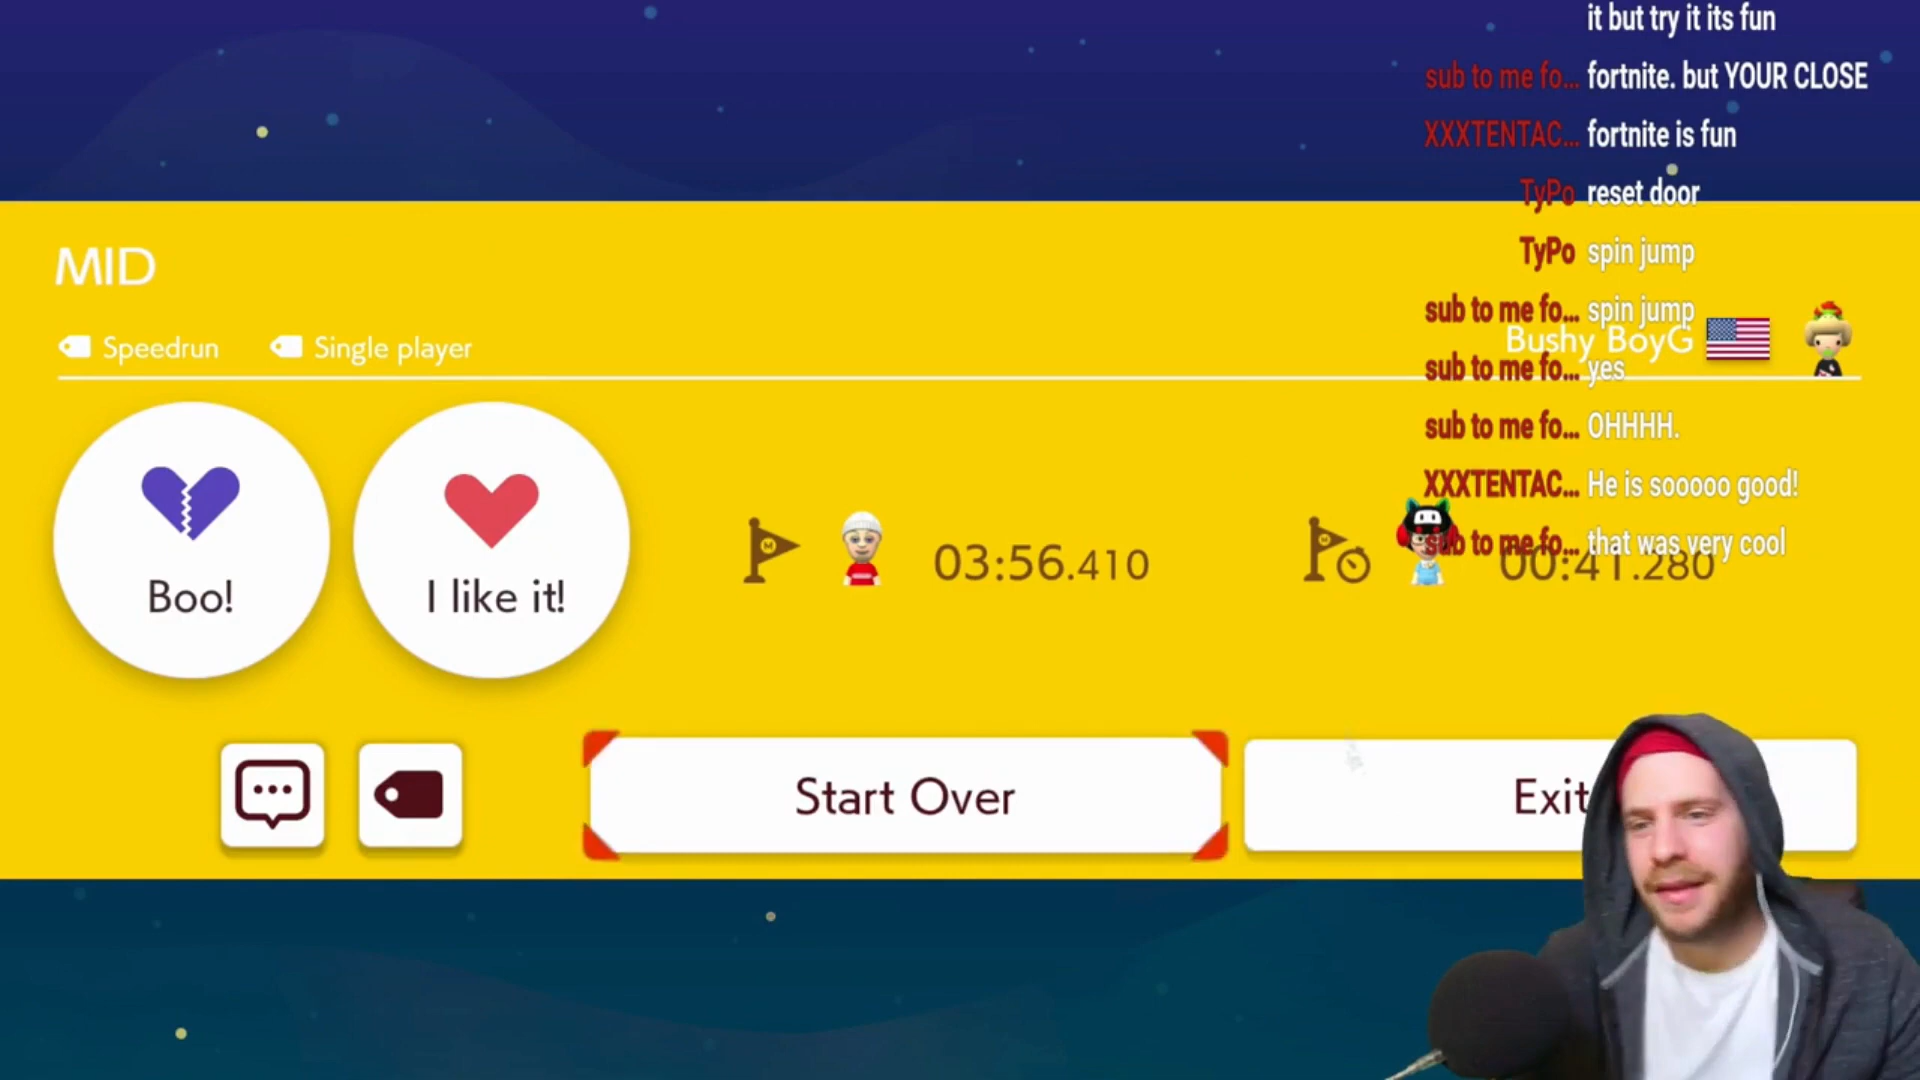 it but try it its fun
sub to me fo... fortnite. but YOUR CLOSE
XXXTENTAC... fortnite is fun
TyPo reset door
TyPo spin jump
sub to me fo... spin jump
sub to me fo... yes
sub to me fo... OHHHH.
XXXTENTAC... He is sooooo good!
sub to me fo... that was very cool
MID
Speedrun Single player
Bushy BoyG
Boo!
I like it!
M 03:56.410
M 00:41.280
Start Over
Exit